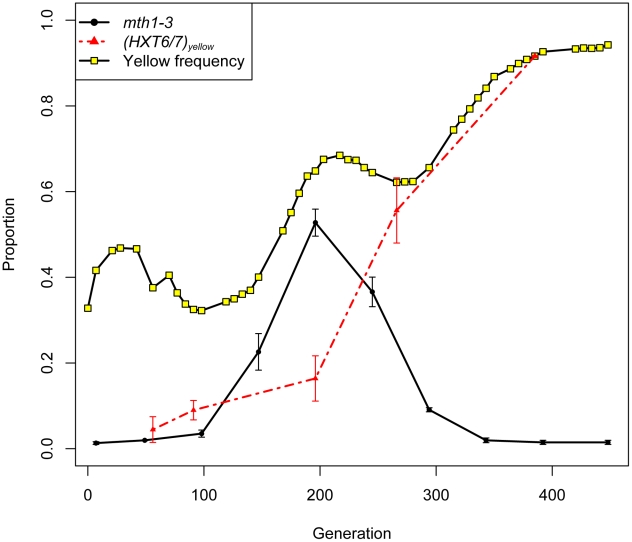 mth1-3
(HXT6/7)yellow
Yellow frequency
Proportion
1.0
0.8
0.6
0.4
0.2
0.0
0 100 200 300 400
Generation